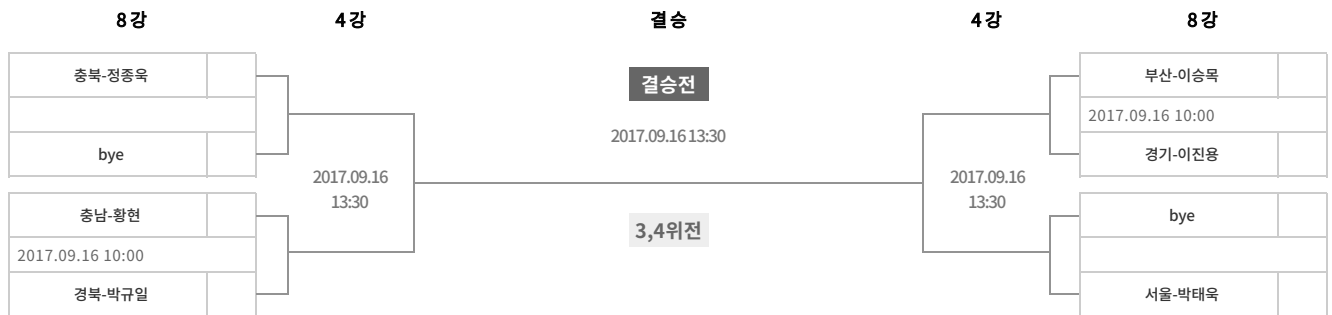 8강
4강
결승
4강
8강
충북-정종욱
bye
충남-황현
2017.09.16 10:00
경북-박규일
2017.09.16
13:30
결승전
2017.09.16 13:30
3,4위전
2017.09.16
13:30
부산-이승목
2017.09.16 10:00
경기-이진용
bye
서울-박태욱